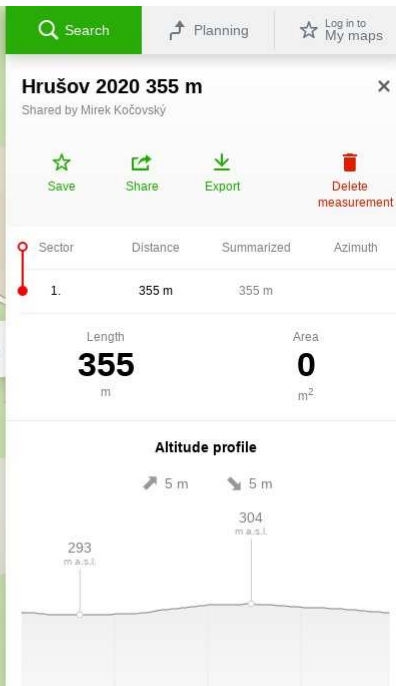 Search
Planning
Log in to
My maps
Hrušov 2020 355 m
Shared by Mirek Kočovský
Save
Share
Export
Delete
measurement
Sector Distance Summarized Azimuth
1. 355 m 355 m
Length Area
355 0
m m²
Altitude profile
5 m 5 m
304
m a.s.l.
293
m a.s.l.